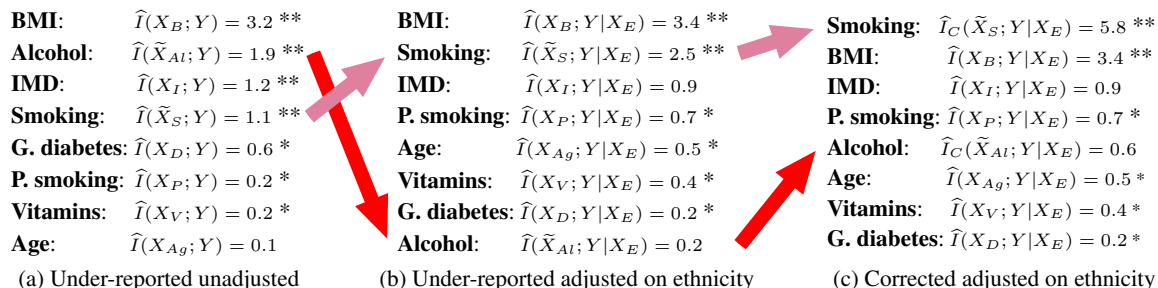 BMI: Î(X_B; Y) = 3.2 **
Alcohol: Î(X̃_Al; Y) = 1.9 **
IMD: Î(X_I; Y) = 1.2 **
Smoking: Î(X̃_S; Y) = 1.1 **
G. diabetes: Î(X_D; Y) = 0.6 *
P. smoking: Î(X_P; Y) = 0.2 *
Vitamins: Î(X_V; Y) = 0.2 *
Age: Î(X_Ag; Y) = 0.1
(a) Under-reported unadjusted
BMI: Î(X_B; Y|X_E) = 3.4 **
Smoking: Î(X̃_S; Y|X_E) = 2.5 **
IMD: Î(X_I; Y|X_E) = 0.9
P. smoking: Î(X_P; Y|X_E) = 0.7 *
Age: Î(X_Ag; Y|X_E) = 0.5 *
Vitamins: Î(X_V; Y|X_E) = 0.4 *
G. diabetes: Î(X_D; Y|X_E) = 0.2 *
Alcohol: Î(X̃_Al; Y|X_E) = 0.2
(b) Under-reported adjusted on ethnicity
Smoking: Î_C(X̃_S; Y|X_E) = 5.8 **
BMI: Î(X_B; Y|X_E) = 3.4 **
IMD: Î(X_I; Y|X_E) = 0.9
P. smoking: Î(X_P; Y|X_E) = 0.7 *
Alcohol: Î_C(X̃_Al; Y|X_E) = 0.6
Age: Î(X_Ag; Y|X_E) = 0.5 *
Vitamins: Î(X_V; Y|X_E) = 0.4 *
G. diabetes: Î(X_D; Y|X_E) = 0.2 *
(c) Corrected adjusted on ethnicity